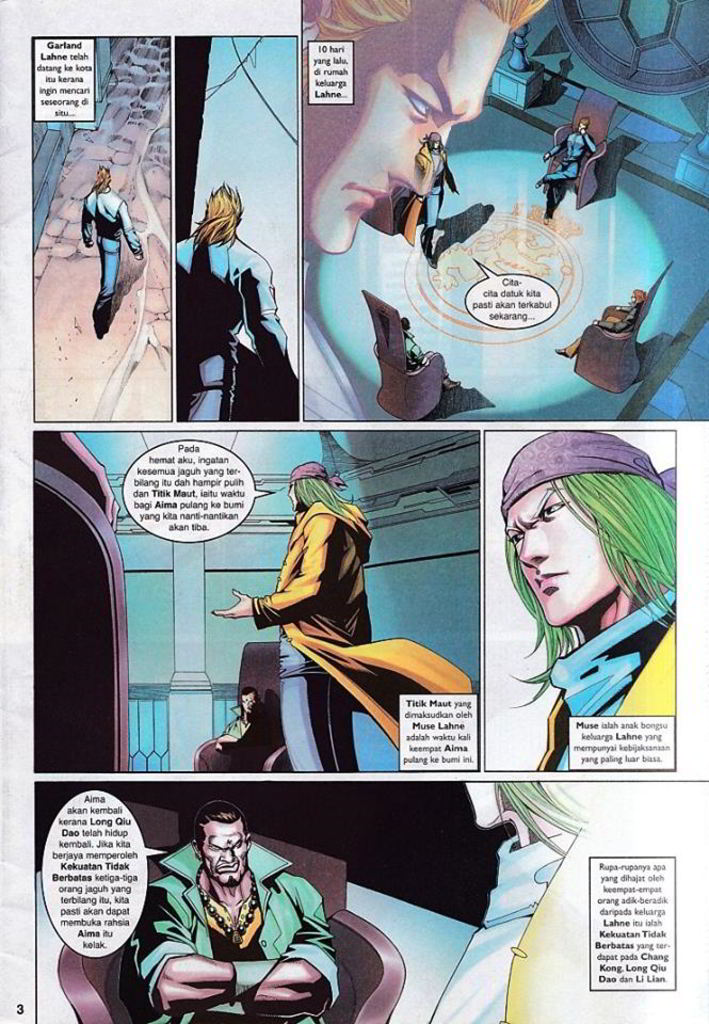 Garland
Lahne telah
datang ke kota
itu kerana
ingin mencari
seseorang di
situ...
10 hari
yang lalu,
di rumah
keluarga
Lahne...
Cita-
cita datuk kita
pasti akan terkabul
sekarang...
Pada
hemat aku, ingatan
kesemua jaguh yang ter-
bilang itu dah hampir pulih
dan Titik Maut, iaitu waktu
bagi Aima pulang ke bumi
yang kita nanti-nantikan
akan tiba.
Titik Maut yang
dimaksudkan oleh
Muse Lahne
adalah waktu kali
keempat Aima
pulang ke bumi ini.
Muse ialah anak bongsu
keluarga Lahne yang
mempunyai kebijaksanaan
yang paling luar biasa.
Aima
akan kembali
kerana Long Qiu
Dao telah hidup
kembali. Jika kita
berjaya memperoleh
Kekuatan Tidak
Berbatas ketiga-tiga
orang jaguh yang
terbilang itu, kita
pasti akan dapat
membuka rahsia
Aima itu
kelak.
Rupa-rupanya apa
yang dihajat oleh
keempat-empat
orang adik-beradik
daripada keluarga
Lahne itu ialah
Kekuatan Tidak
Berbatas yang ter-
dapat pada Chang
Kong, Long Qiu
Dao dan Li Lian.
3